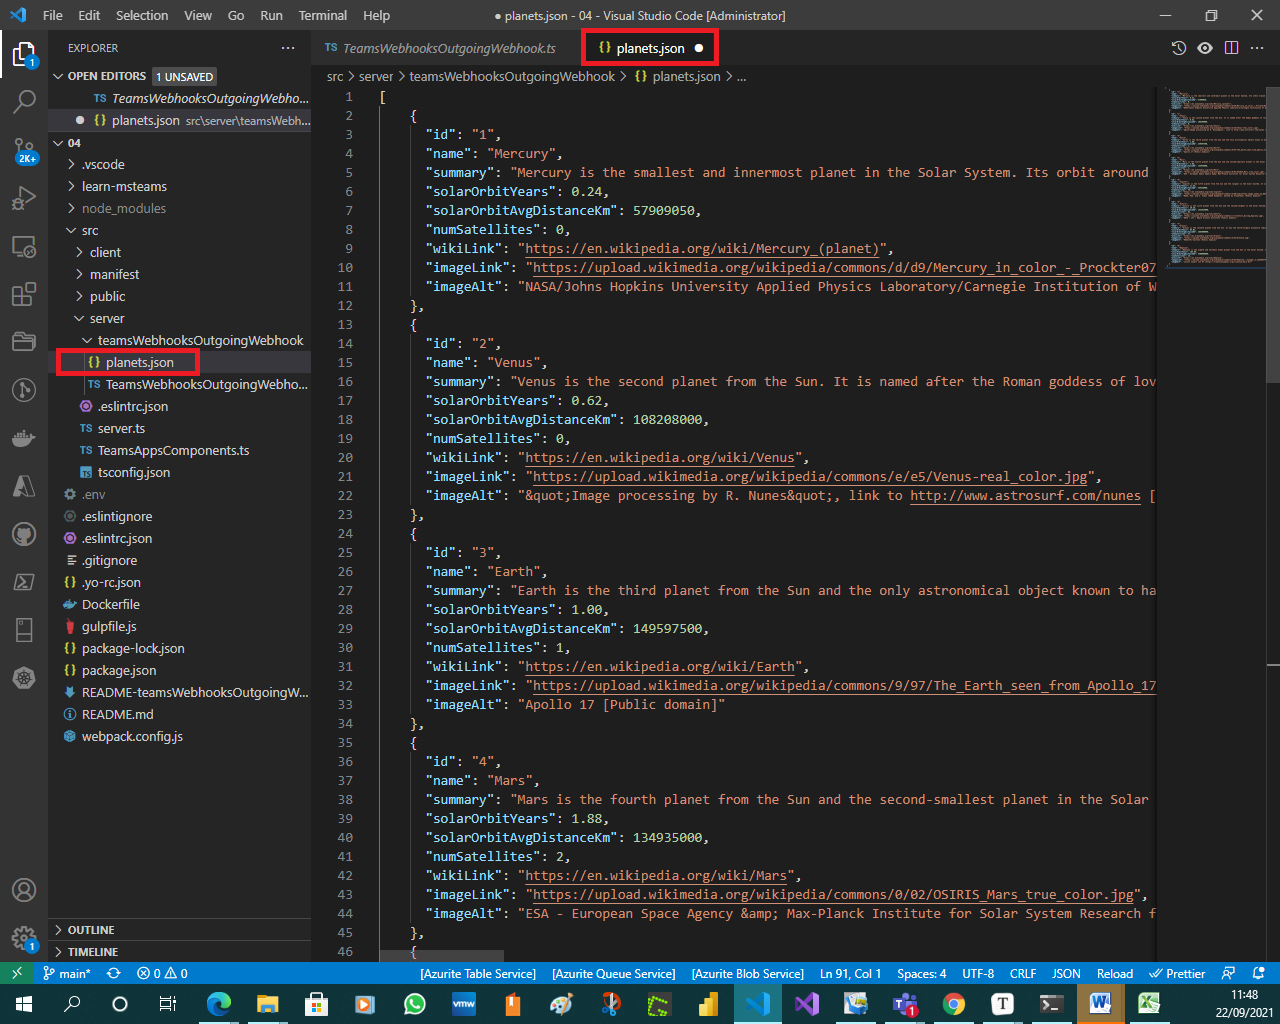 File Edit Selection View Go Run Terminal Help
● planets.json - 04 - Visual Studio Code [Administrator]
EXPLORER
OPEN EDITORS 1 UNSAVED
TS TeamsWebhooksOutgoingWebho...
● {} planets.json src\server\teamsWebh...
04
.vscode
learn-msteams
node_modules
src
client
manifest
public
server
teamsWebhooksOutgoingWebhook
{} planets.json
TS TeamsWebhooksOutgoingWebho...
.eslintrc.json
TS server.ts
TS TeamsAppsComponents.ts
tsconfig.json
.env
.eslintignore
.eslintrc.json
.gitignore
{} .yo-rc.json
Dockerfile
gulpfile.js
{} package-lock.json
{} package.json
README-teamsWebhooksOutgoingW...
README.md
webpack.config.js
OUTLINE
TIMELINE
1
2K+
1
TS TeamsWebhooksOutgoingWebhook.ts {} planets.json ●
src > server > teamsWebhooksOutgoingWebhook > {} planets.json > ...
1 [
2 {
3 "id": "1",
4 "name": "Mercury",
5 "summary": "Mercury is the smallest and innermost planet in the Solar System. Its orbit around
6 "solarOrbitYears": 0.24,
7 "solarOrbitAvgDistanceKm": 57909050,
8 "numSatellites": 0,
9 "wikiLink": "https://en.wikipedia.org/wiki/Mercury_(planet)",
10 "imageLink": "https://upload.wikimedia.org/wikipedia/commons/d/d9/Mercury_in_color_-_Prockter07
11 "imageAlt": "NASA/Johns Hopkins University Applied Physics Laboratory/Carnegie Institution of W
12 },
13 {
14 "id": "2",
15 "name": "Venus",
16 "summary": "Venus is the second planet from the Sun. It is named after the Roman goddess of lov
17 "solarOrbitYears": 0.62,
18 "solarOrbitAvgDistanceKm": 108208000,
19 "numSatellites": 0,
20 "wikiLink": "https://en.wikipedia.org/wiki/Venus",
21 "imageLink": "https://upload.wikimedia.org/wikipedia/commons/e/e5/Venus-real_color.jpg",
22 "imageAlt": "&quot;Image processing by R. Nunes&quot;, link to http://www.astrosurf.com/nunes [
23 },
24 {
25 "id": "3",
26 "name": "Earth",
27 "summary": "Earth is the third planet from the Sun and the only astronomical object known to ha
28 "solarOrbitYears": 1.00,
29 "solarOrbitAvgDistanceKm": 149597500,
30 "numSatellites": 1,
31 "wikiLink": "https://en.wikipedia.org/wiki/Earth",
32 "imageLink": "https://upload.wikimedia.org/wikipedia/commons/9/97/The_Earth_seen_from_Apollo_17
33 "imageAlt": "Apollo 17 [Public domain]"
34 },
35 {
36 "id": "4",
37 "name": "Mars",
38 "summary": "Mars is the fourth planet from the Sun and the second-smallest planet in the Solar
39 "solarOrbitYears": 1.88,
40 "solarOrbitAvgDistanceKm": 134935000,
41 "numSatellites": 2,
42 "wikiLink": "https://en.wikipedia.org/wiki/Mars",
43 "imageLink": "https://upload.wikimedia.org/wikipedia/commons/0/02/OSIRIS_Mars_true_color.jpg",
44 "imageAlt": "ESA - European Space Agency &amp; Max-Planck Institute for Solar System Research f
45 },
46 {
main* 0 0 [Azurite Table Service] [Azurite Queue Service] [Azurite Blob Service] Ln 91, Col 1 Spaces: 4 UTF-8 CRLF JSON Reload Prettier
vmw
T
1
11:48
22/09/2021